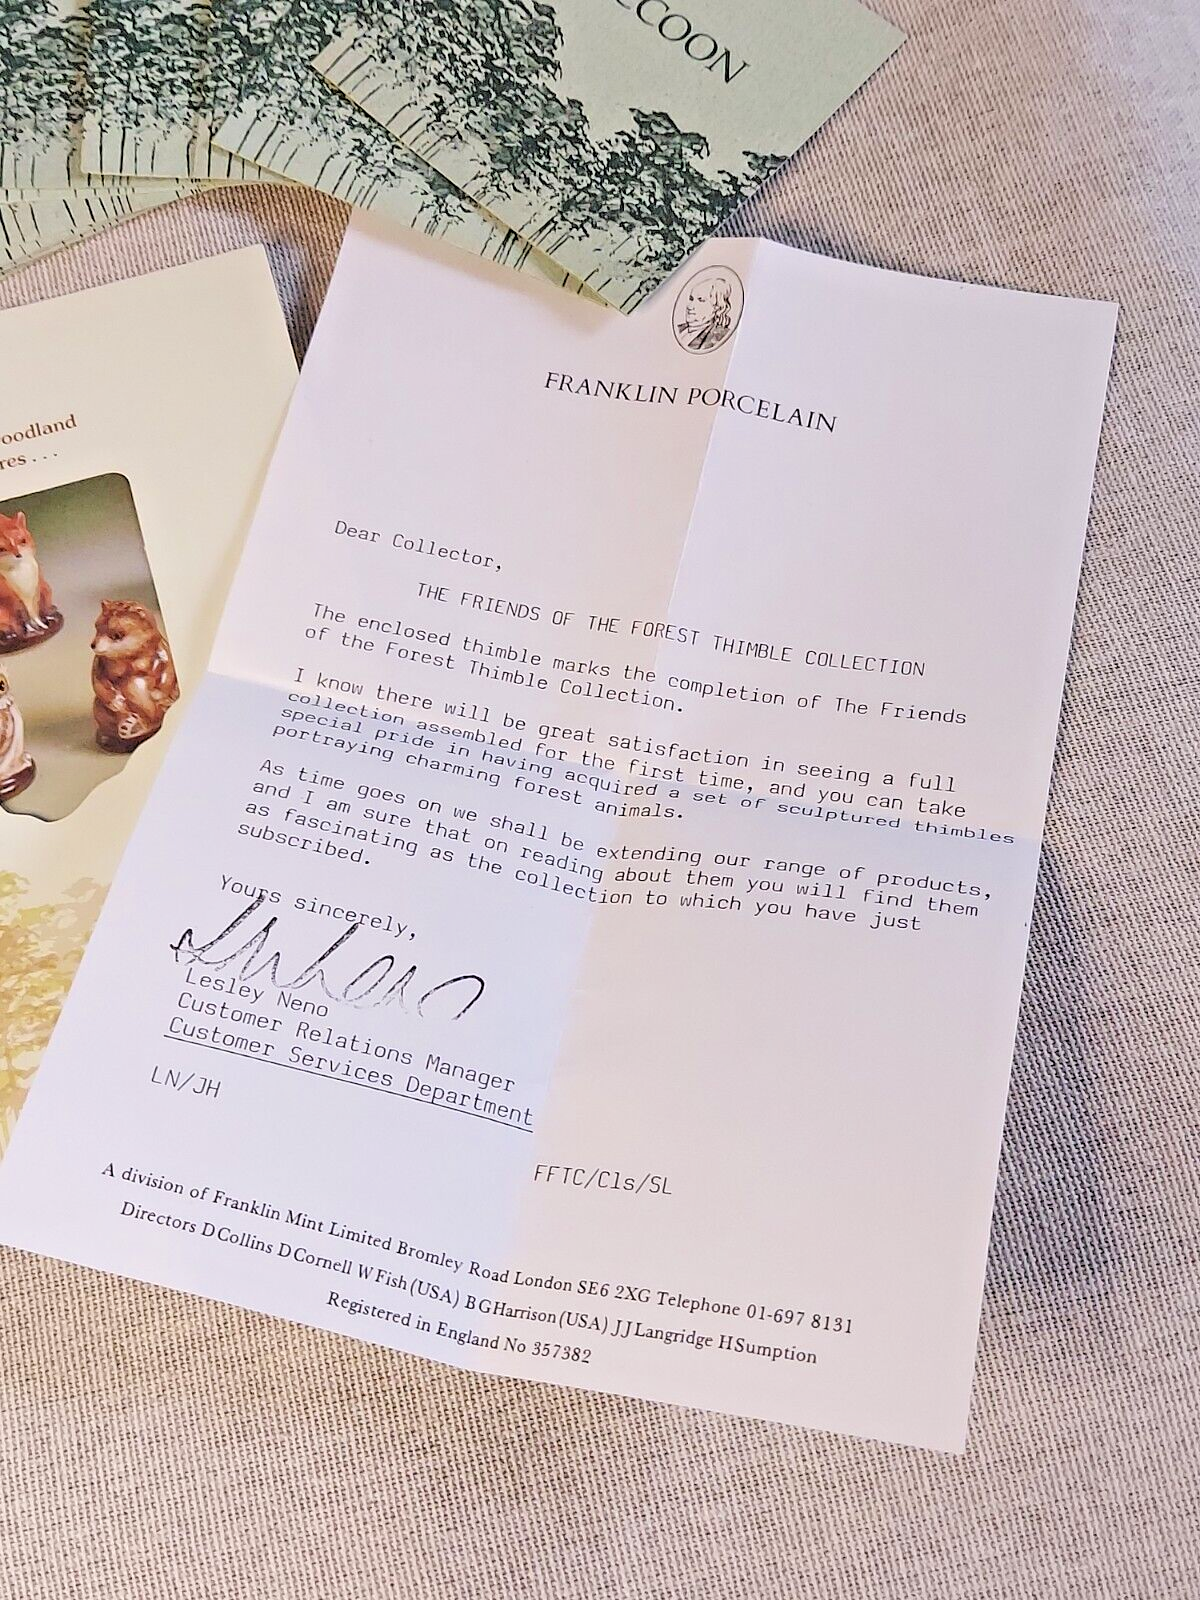 COON
oodland
res...
FRANKLIN PORCELAIN
Dear Collector,
THE FRIENDS OF THE FOREST THIMBLE COLLECTION
The enclosed thimble marks the completion of The Friends
of the Forest Thimble Collection.
I know there will be great satisfaction in seeing a full
collection assembled for the first time, and you can take
special pride in having acquired a set of sculptured thimbles
portraying charming forest animals.
As time goes on we shall be extending our range of products,
and I am sure that on reading about them you will find them
as fascinating as the collection to which you have just
subscribed.
Yours sincerely,
Lesley Neno
Customer Relations Manager
Customer Services Department
LN/JH
FFTC/Cls/SL
A division of Franklin Mint Limited Bromley Road London SE6 2XG Telephone 01-697 8131
Directors D Collins D Cornell W Fish (USA) B G Harrison (USA) J J Langridge H Sumption
Registered in England No 357382